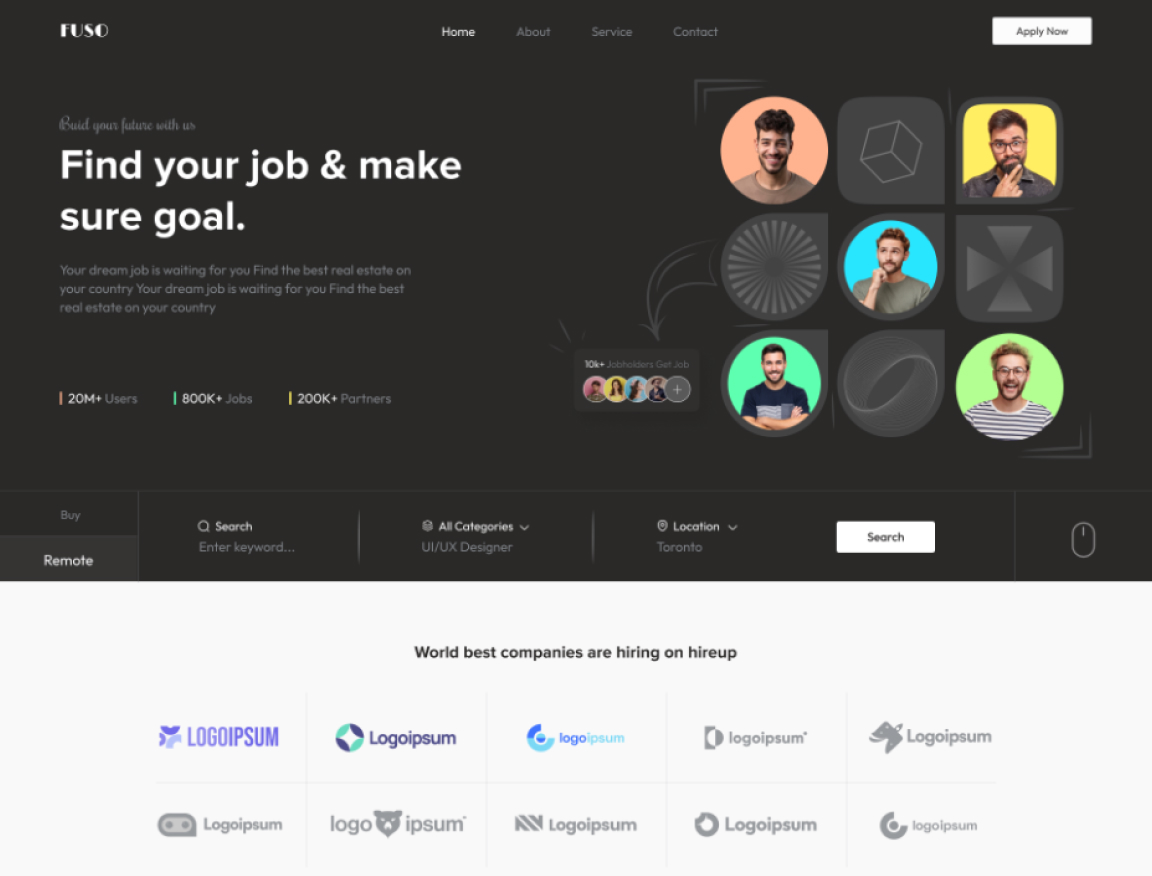 FUSO
Home About Service Contact
Apply Now
Buid your future with us
Find your job & make
sure goal.
Your dream job is waiting for you Find the best real estate on
your country Your dream job is waiting for you Find the best
real estate on your country
10k+ Jobholders Get Job
20M+ Users 800K+ Jobs 200K+ Partners
Buy
Remote
Search
Enter keyword...
All Categories
UI/UX Designer
Location
Toronto
Search
World best companies are hiring on hireup
LOGOIPSUM Logoipsum logoipsum logoipsum Logoipsum
Logoipsum logo ipsum Logoipsum Logoipsum logoipsum